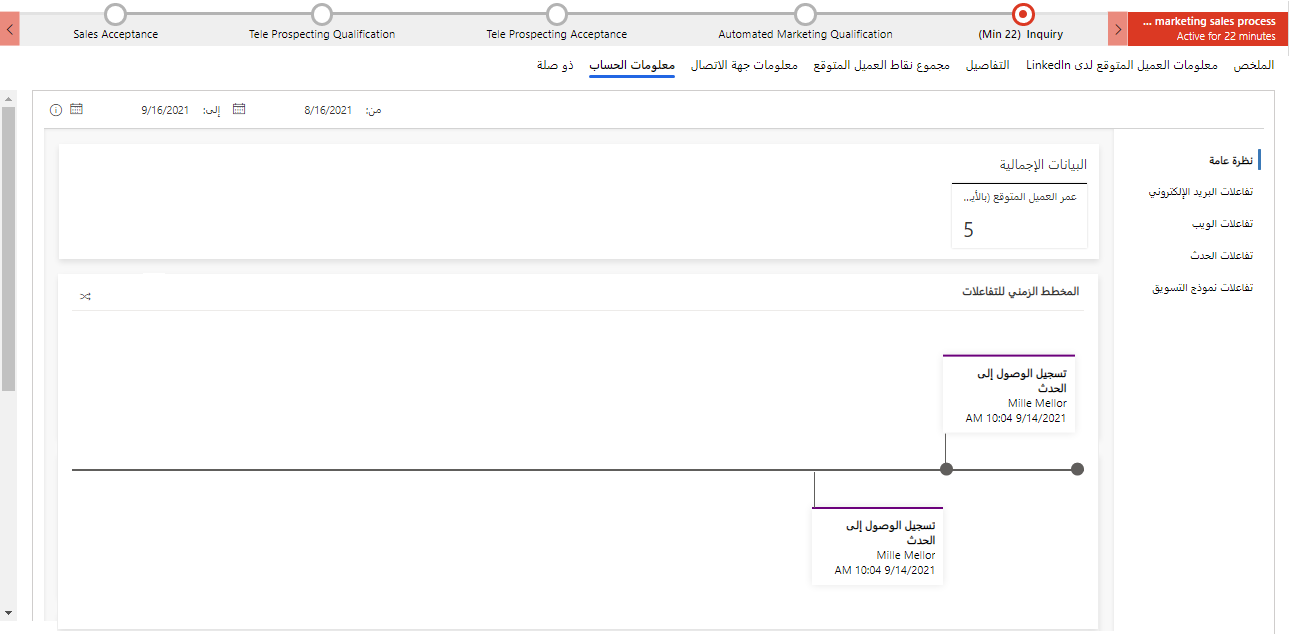 ... marketing sales process
Active for 22 minutes
(Min 22) Inquiry
Automated Marketing Qualification
Tele Prospecting Acceptance
Tele Prospecting Qualification
Sales Acceptance
الملخص
معلومات العميل المتوقع لدى LinkedIn
التفاصيل
مجموع نقاط العميل المتوقع
معلومات جهة الاتصال
معلومات الحساب
ذو صلة
من: 8/16/2021
إلى: 9/16/2021
نظرة عامة
تفاعلات البريد الإلكتروني
تفاعلات الويب
تفاعلات الحدث
تفاعلات نموذج التسويق
البيانات الإجمالية
عمر العميل المتوقع (بالأيـ...
5
المخطط الزمني للتفاعلات
تسجيل الوصول إلى
الحدث
Mille Mellor
AM 10:04 9/14/2021
تسجيل الوصول إلى
الحدث
Mille Mellor
AM 10:04 9/14/2021